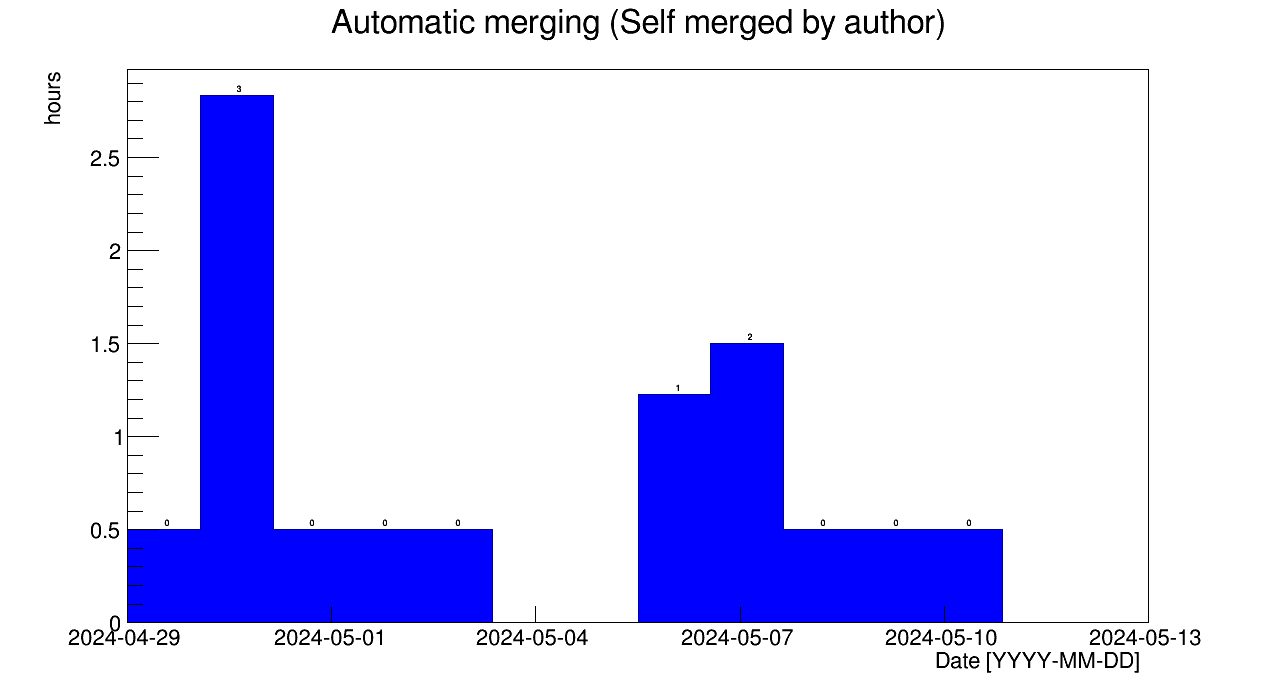 Automatic merging (Self merged by author)
hours
3
2.5
2
2
1.5
1
1
0 0 0 0 0 0 0
0.5
0
2024-04-29 2024-05-01 2024-05-04 2024-05-07 2024-05-10 2024-05-13
Date [YYYY-MM-DD]